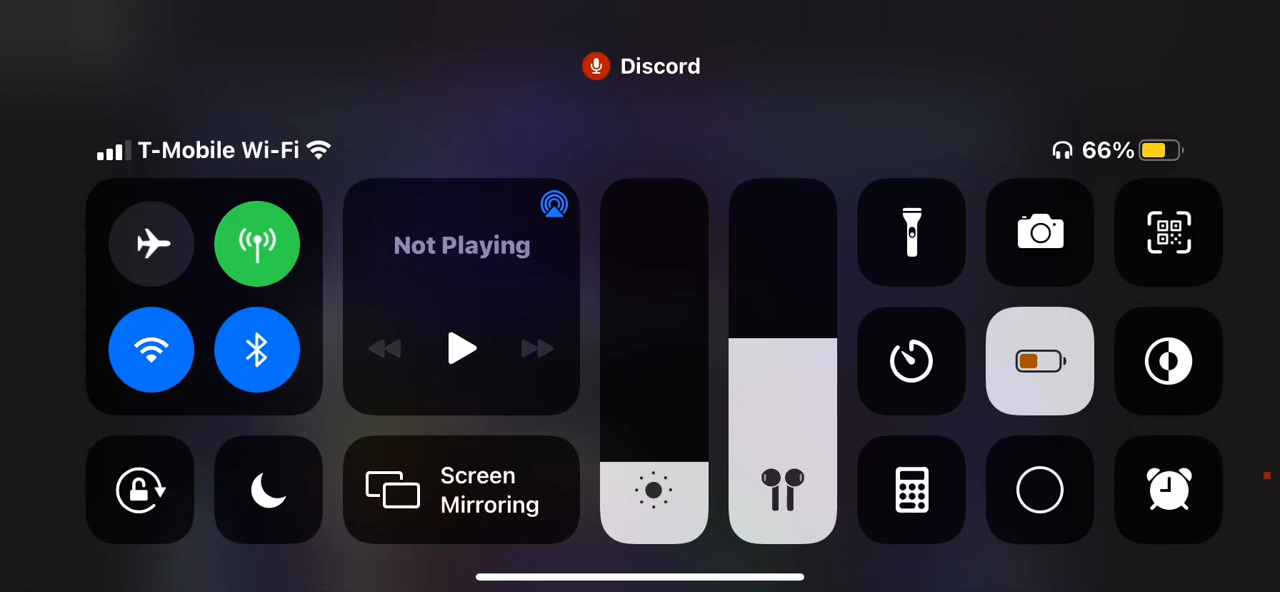 Discord
T-Mobile Wi-Fi
66%
Not Playing
Screen
Mirroring